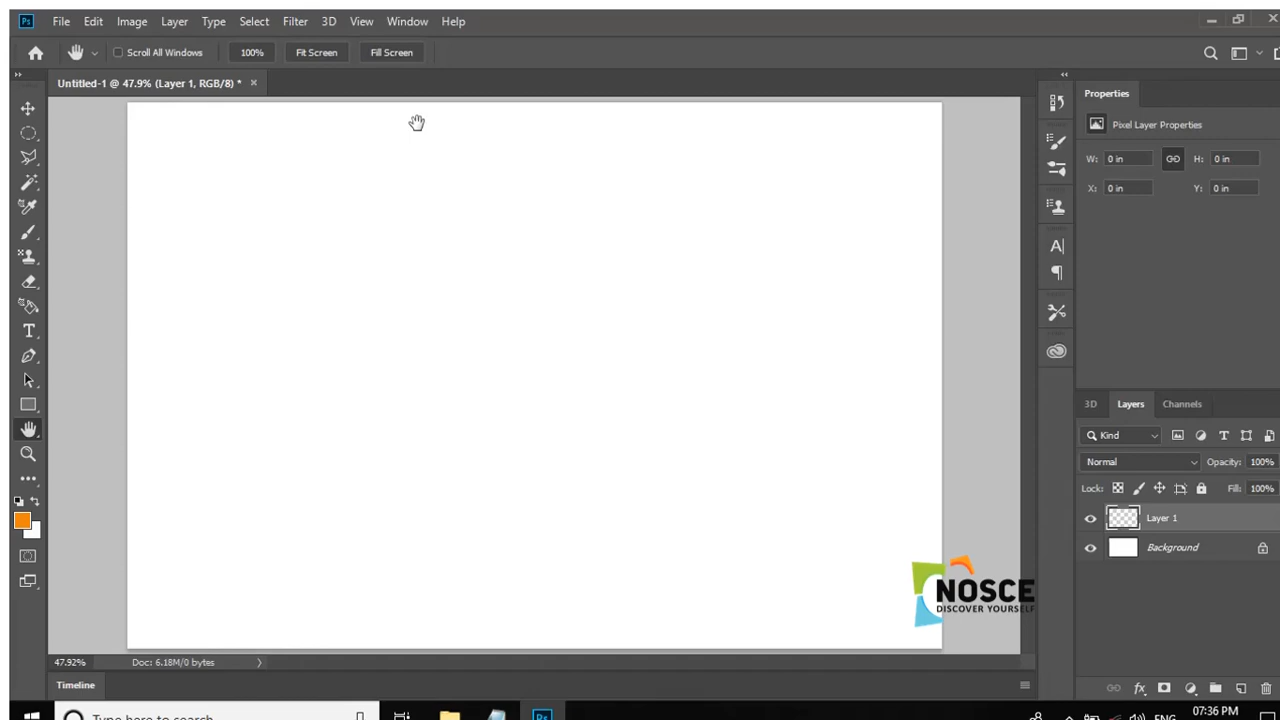 Ps File Edit Image Layer Type Select Filter 3D View Window Help
Scroll All Windows 100% Fit Screen Fill Screen
Untitled-1 @ 47.9% (Layer 1, RGB/8) *
Properties
Pixel Layer Properties
W: 0 in H: 0 in
X: 0 in Y: 0 in
3D Layers Channels
Kind
Normal Opacity: 100%
Lock: Fill: 100%
Layer 1
Background
NOSCE
DISCOVER YOURSELF
47.92% Doc: 6.18M/0 bytes
Timeline
Type here to search
Ps
ENG
07:36 PM